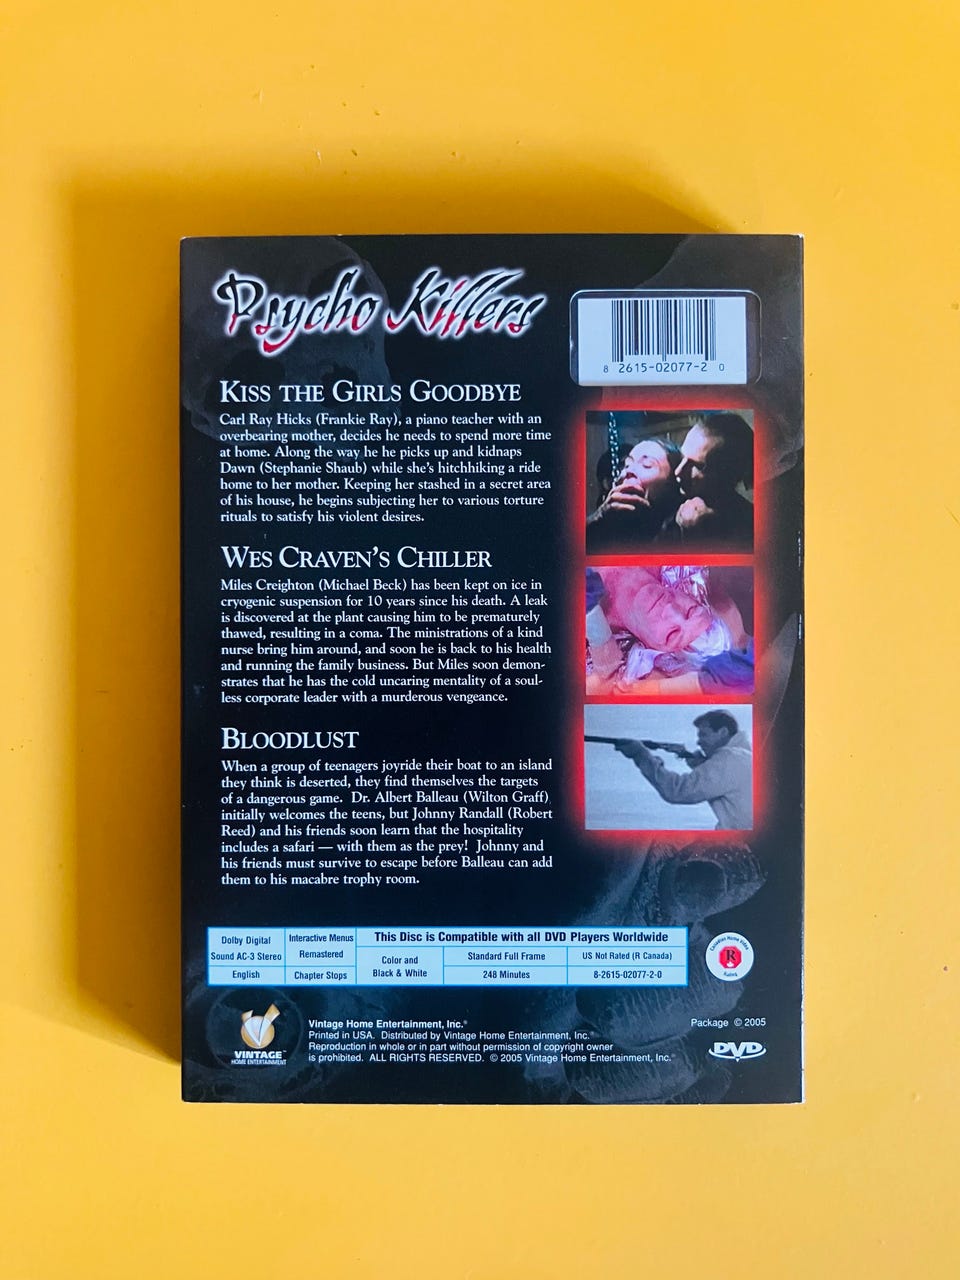 Psycho Killers
8 2615-02077-2 0
KISS THE GIRLS GOODBYE
Carl Ray Hicks (Frankie Ray), a piano teacher with an
overbearing mother, decides he needs to spend more time
at home. Along the way he he picks up and kidnaps
Dawn (Stephanie Shaub) while she's hitchhiking a ride
home to her mother. Keeping her stashed in a secret area
of his house, he begins subjecting her to various torture
rituals to satisfy his violent desires.
WES CRAVEN'S CHILLER
Miles Creighton (Michael Beck) has been kept on ice in
cryogenic suspension for 10 years since his death. A leak
is discovered at the plant causing him to be prematurely
thawed, resulting in a coma. The ministrations of a kind
nurse bring him around, and soon he is back to his health
and running the family business. But Miles soon demon-
strates that he has the cold uncaring mentality of a soul-
less corporate leader with a murderous vengeance.
BLOODLUST
When a group of teenagers joyride their boat to an island
they think is deserted, they find themselves the targets
of a dangerous game. Dr. Albert Balleau (Wilton Graff)
initially welcomes the teens, but Johnny Randall (Robert
Reed) and his friends soon learn that the hospitality
includes a safari — with them as the prey! Johnny and
his friends must survive to escape before Balleau can add
them to his macabre trophy room.
Dolby Digital
Sound AC-3 Stereo
English
Interactive Menus
Remastered
Chapter Stops
This Disc is Compatible with all DVD Players Worldwide
Color and
Black & White
Standard Full Frame
248 Minutes
US Not Rated (R Canada)
8-2615-02077-2-0
Canadian Home Video
R
Rated
VINTAGE™
HOME ENTERTAINMENT
Vintage Home Entertainment, Inc.®
Printed in USA. Distributed by Vintage Home Entertainment, Inc.®
Reproduction in whole or in part without permission of copyright owner
is prohibited. ALL RIGHTS RESERVED. © 2005 Vintage Home Entertainment, Inc.®
Package © 2005
DVD